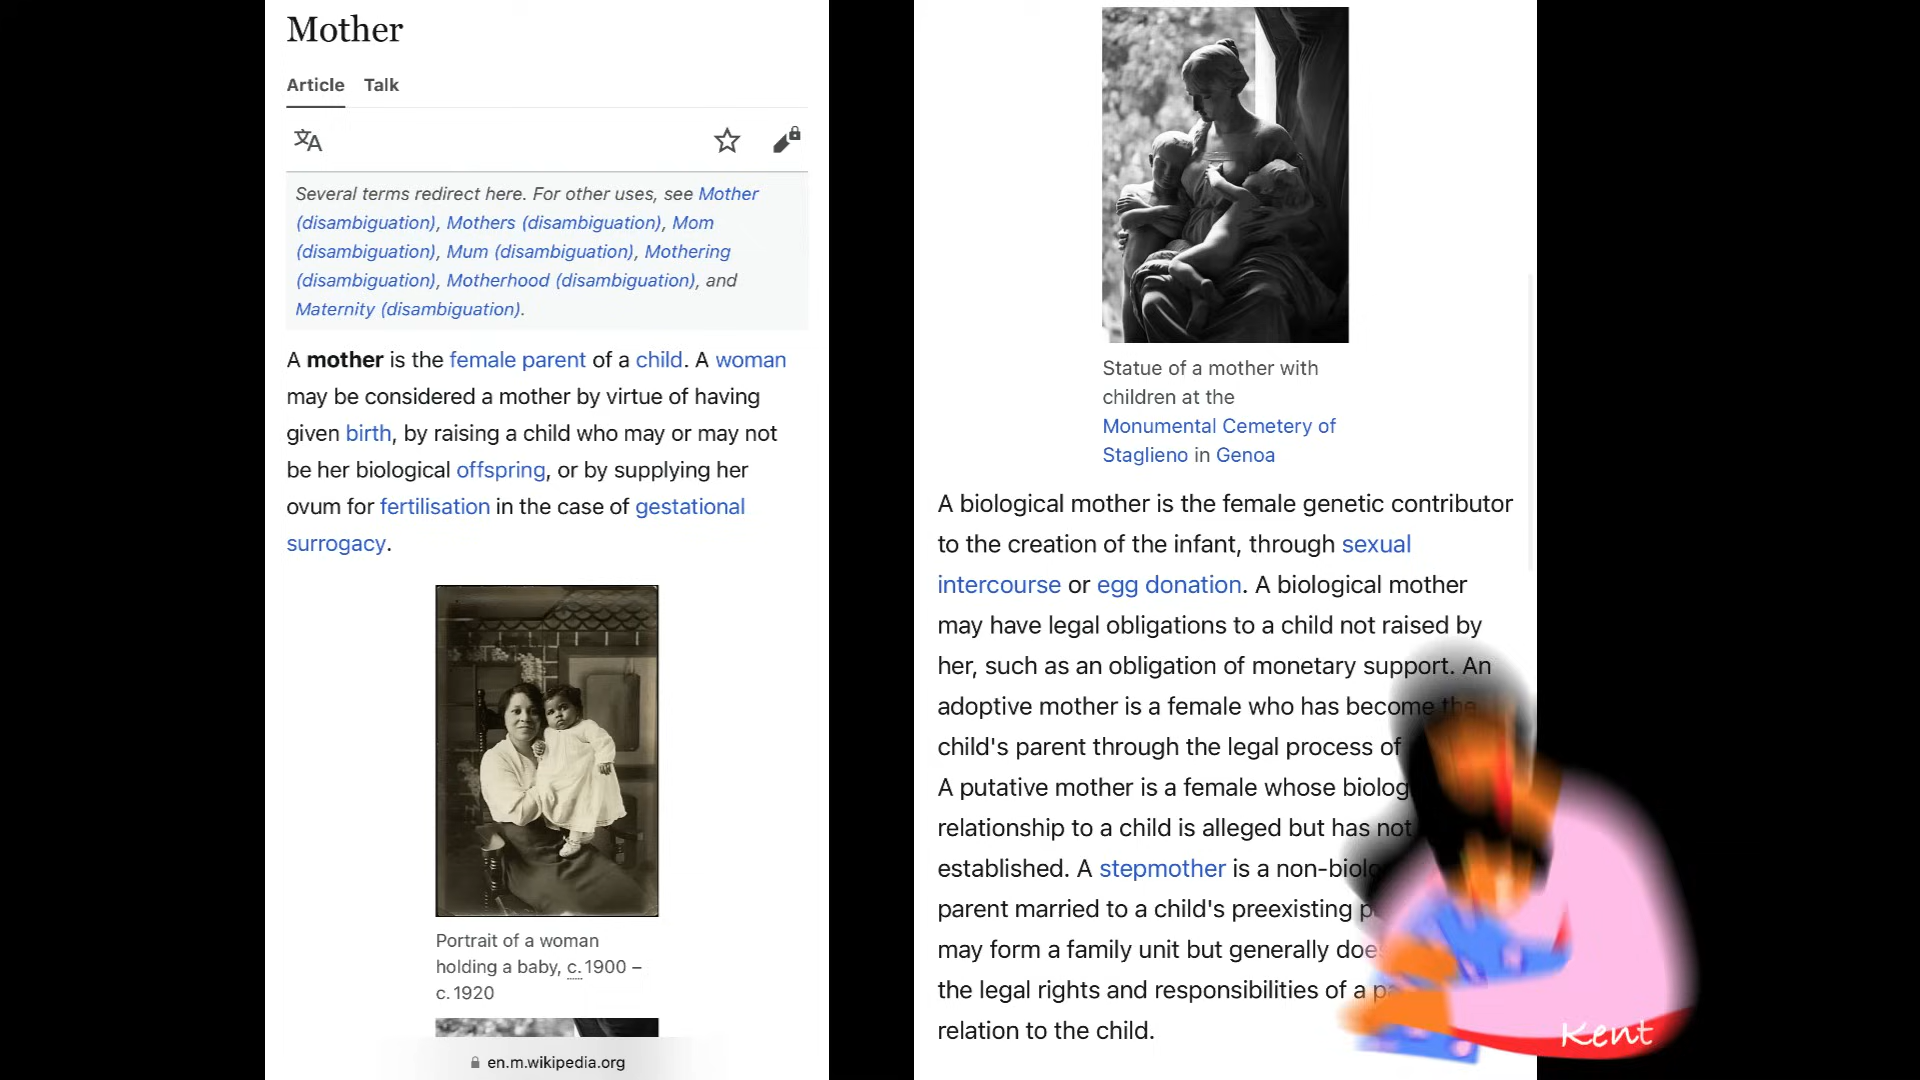 Mother
Article Talk
Several terms redirect here. For other uses, see Mother
(disambiguation), Mothers (disambiguation), Mom
(disambiguation), Mum (disambiguation), Mothering
(disambiguation), Motherhood (disambiguation), and
Maternity (disambiguation).
A mother is the female parent of a child. A woman
may be considered a mother by virtue of having
given birth, by raising a child who may or may not
be her biological offspring, or by supplying her
ovum for fertilisation in the case of gestational
surrogacy.
Portrait of a woman
holding a baby, c. 1900 –
c. 1920
en.m.wikipedia.org
Statue of a mother with
children at the
Monumental Cemetery of
Staglieno in Genoa
A biological mother is the female genetic contributor
to the creation of the infant, through sexual
intercourse or egg donation. A biological mother
may have legal obligations to a child not raised by
her, such as an obligation of monetary support. An
adoptive mother is a female who has become the
child's parent through the legal process of
A putative mother is a female whose
relationship to a child is alleged but has not
established. A stepmother is a
parent married to a child's preexisting
may form a family unit but generally
the legal rights and responsibilities of a
relation to the child.
Kent